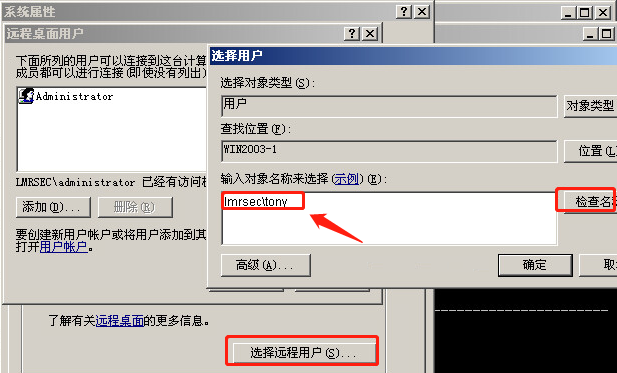 系统属性
远程桌面用户
下面所列的用户可以连接到这台计算
成员都可以进行连接(即使没有列出)
Administrator
LMRSEC\administrator 已经有访问
添加(D)...
删除(R)
要创建新用户帐户或将用户添加到其
打开用户帐户。
选择用户
选择对象类型(S):
用户
对象类型
查找位置(F):
WIN2003-1
位置(L)
输入对象名称来选择(示例)(E):
lmrsec\tony
检查名
高级(A)...
确定
取
了解有关远程桌面的更多信息。
选择远程用户(S)...